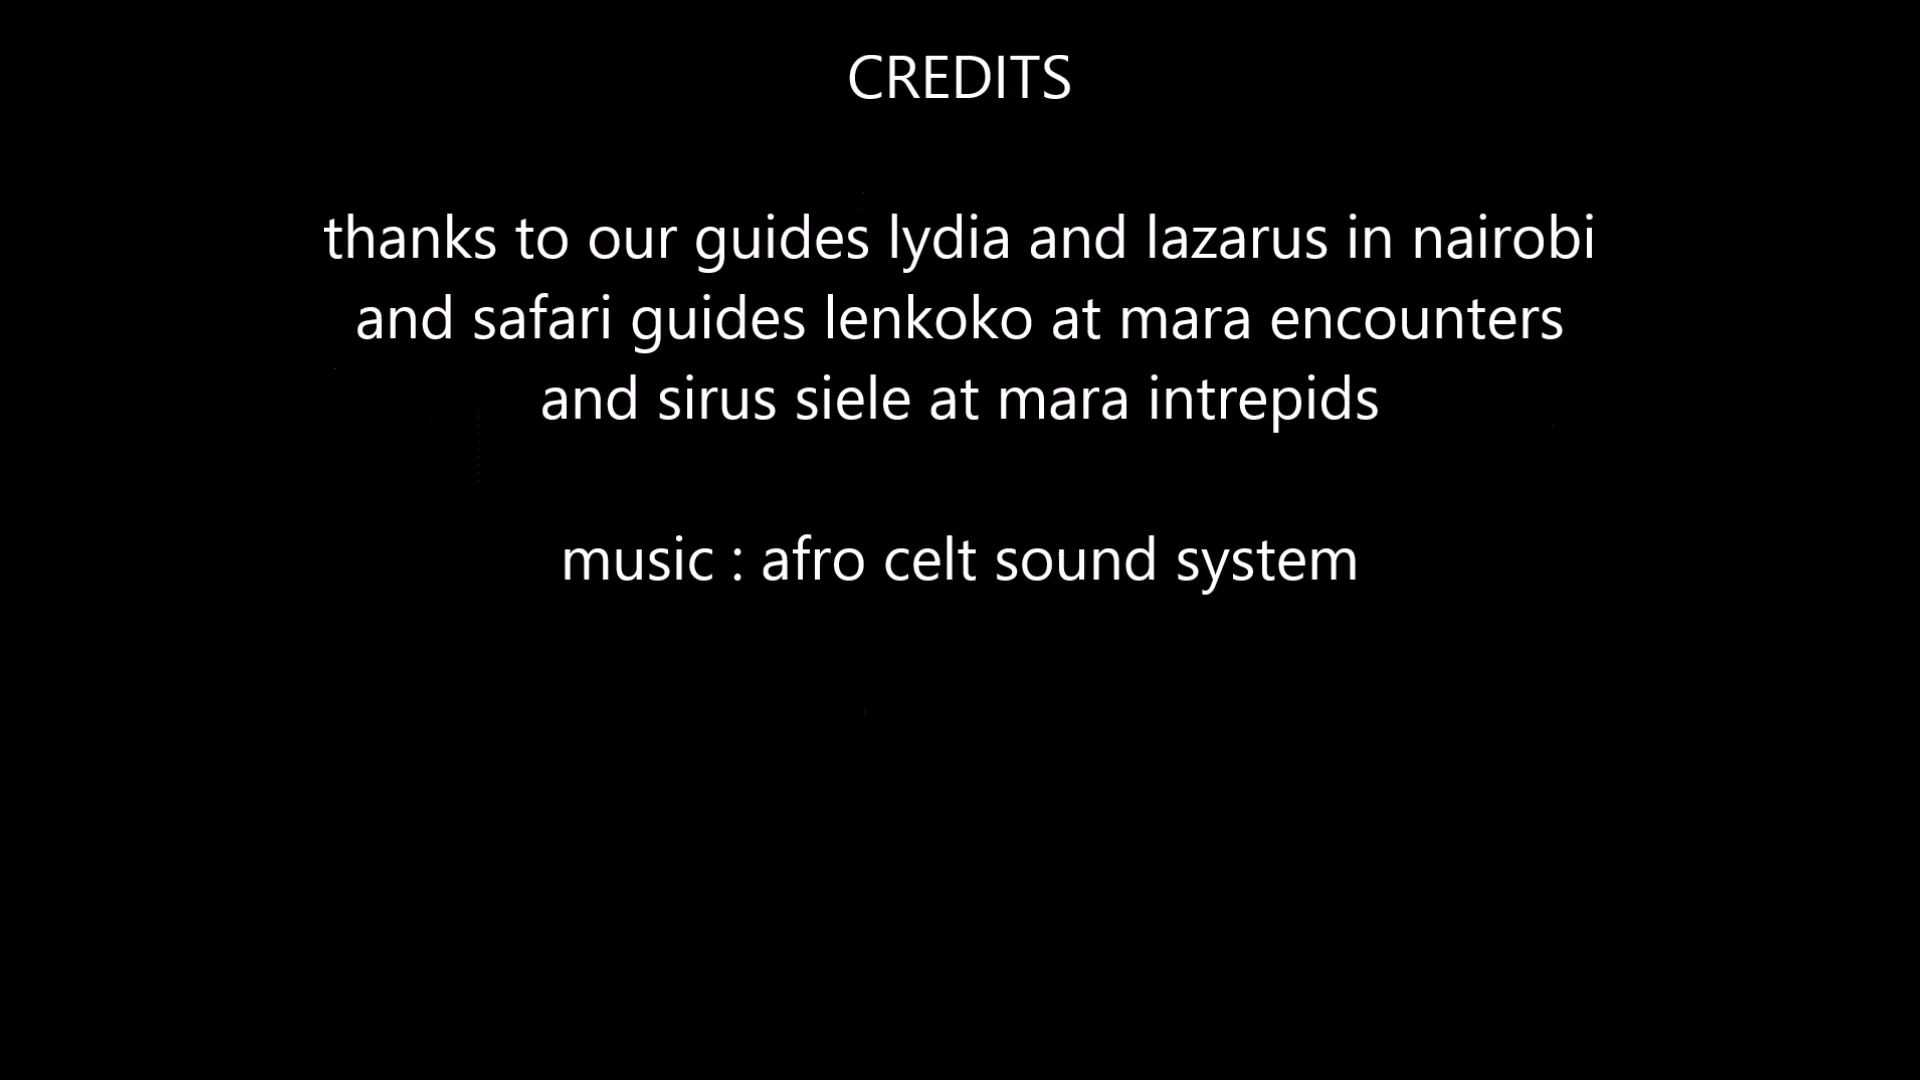 CREDITS
thanks to our guides lydia and lazarus in nairobi
and safari guides lenkoko at mara encounters
and sirus siele at mara intrepids
music : afro celt sound system